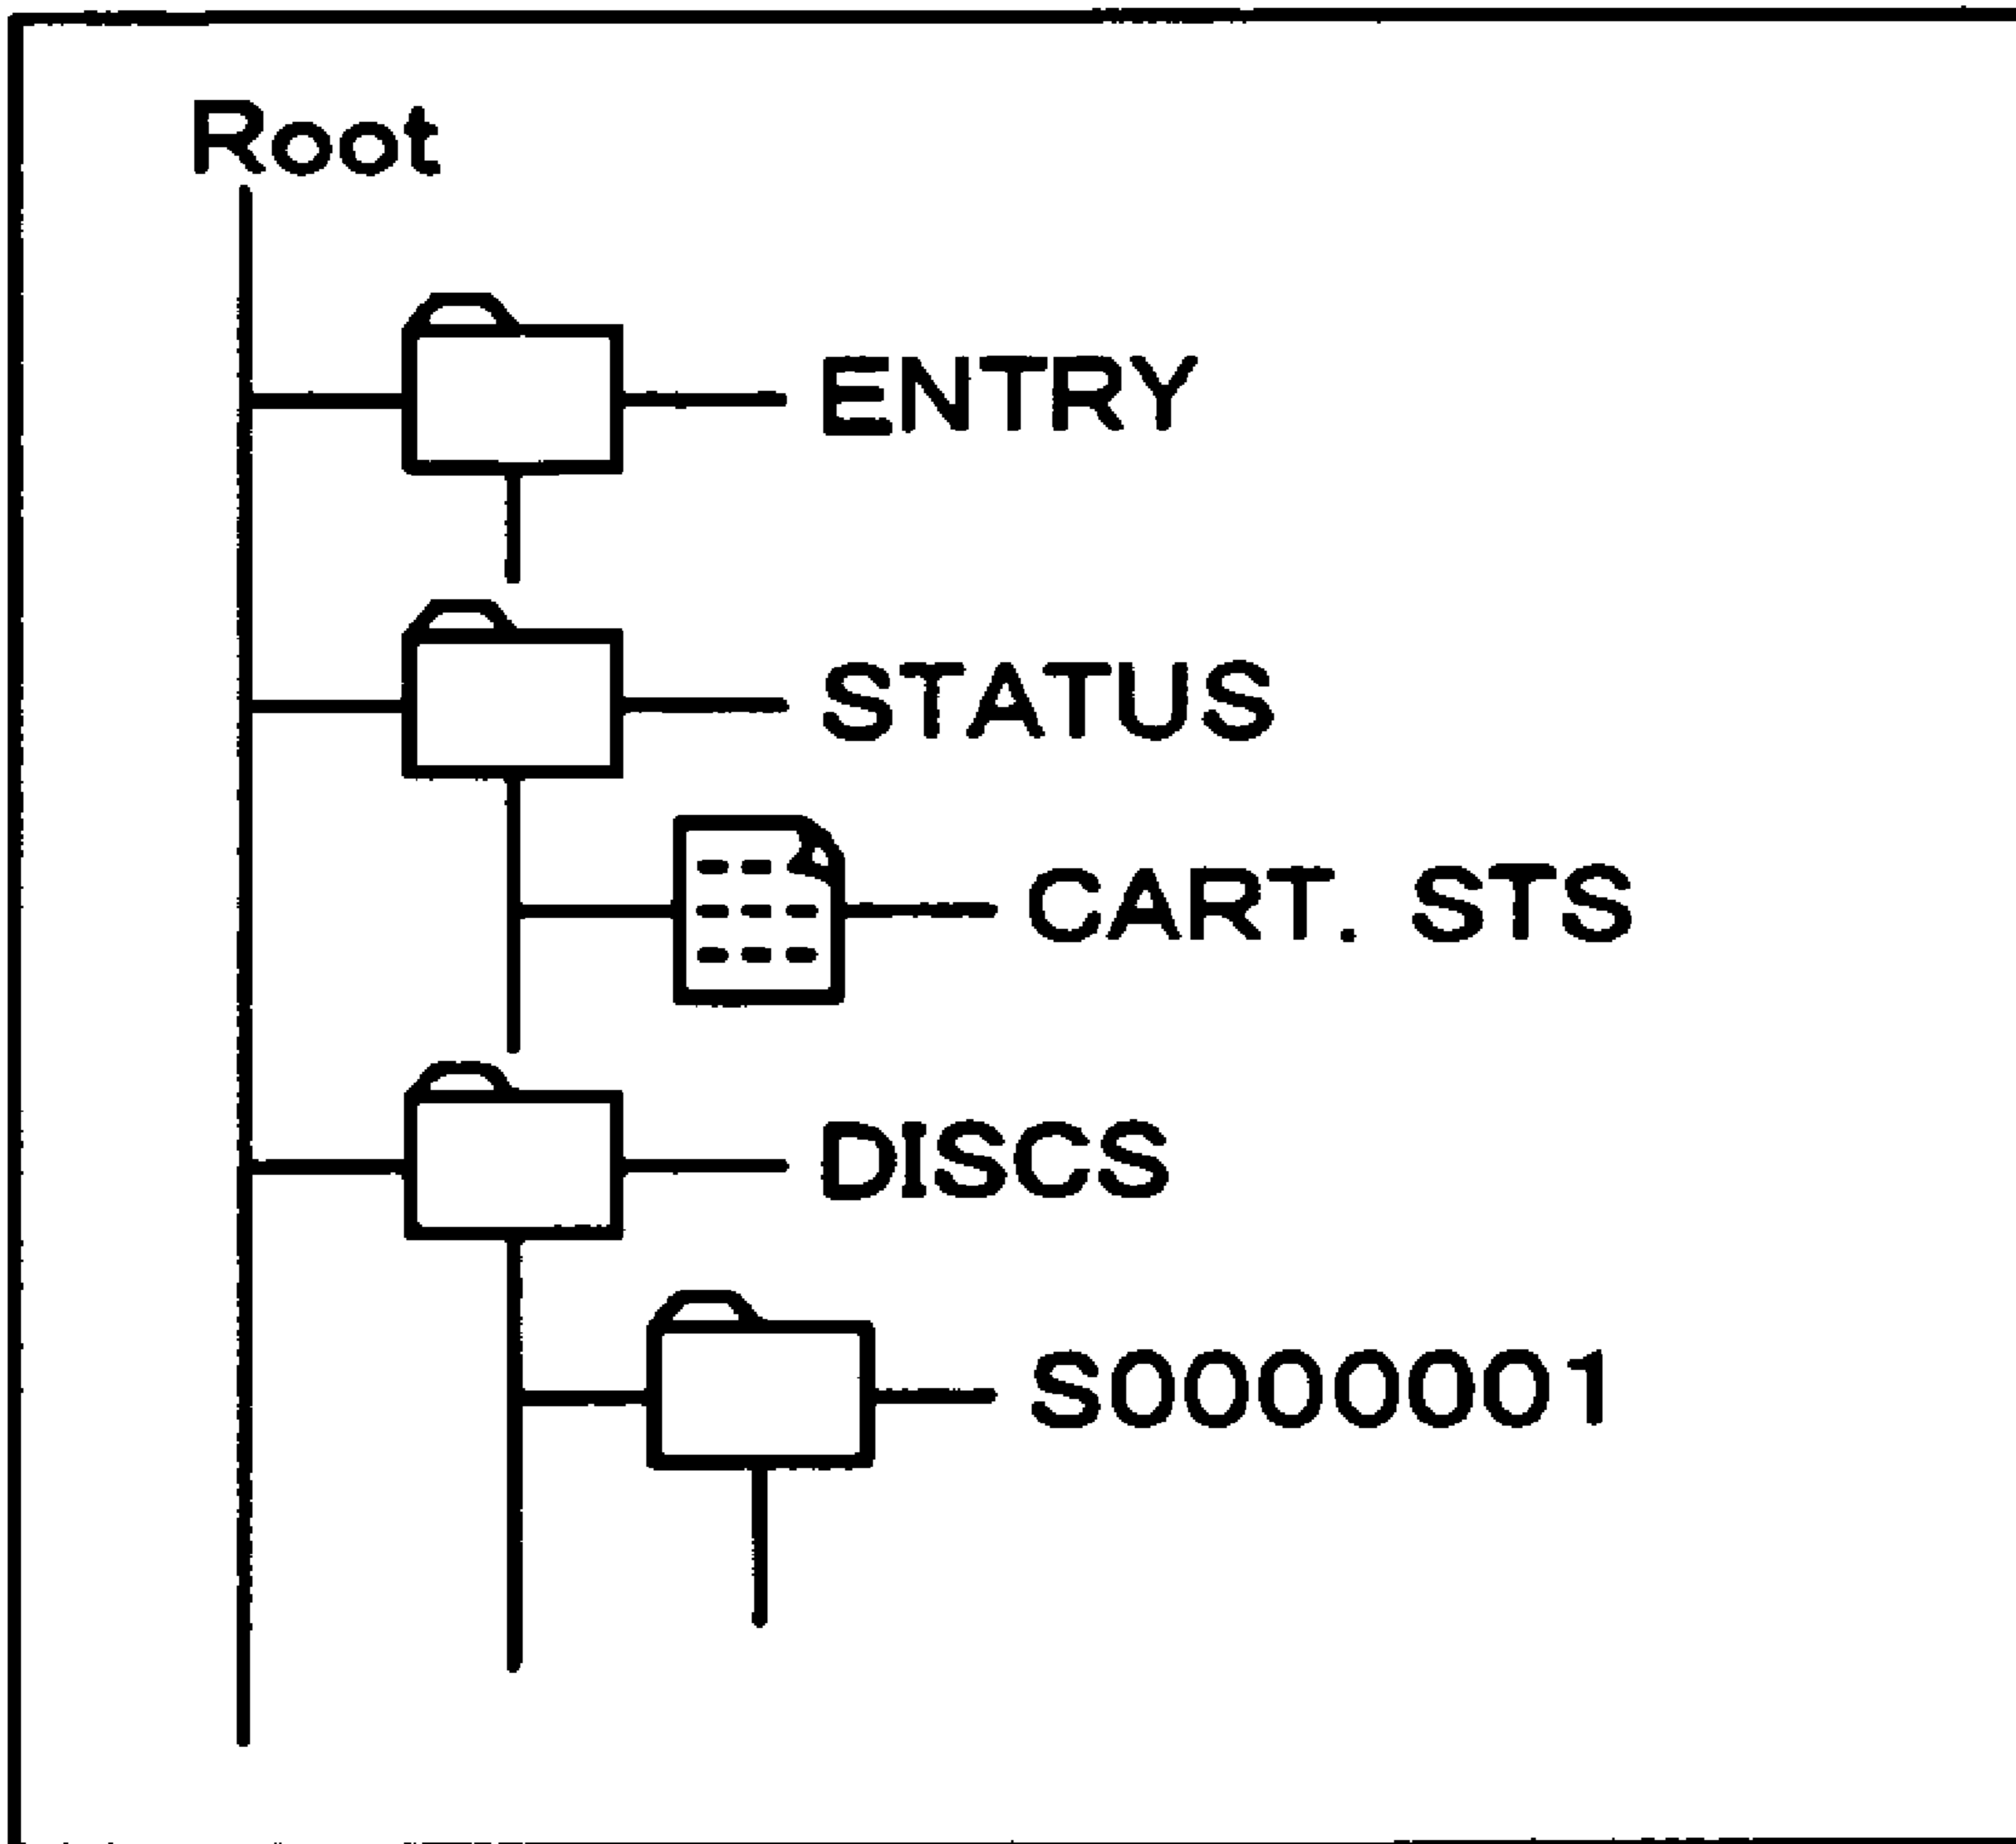 Root
ENTRY
STATUS
CART. STS
DISCS
S0000001